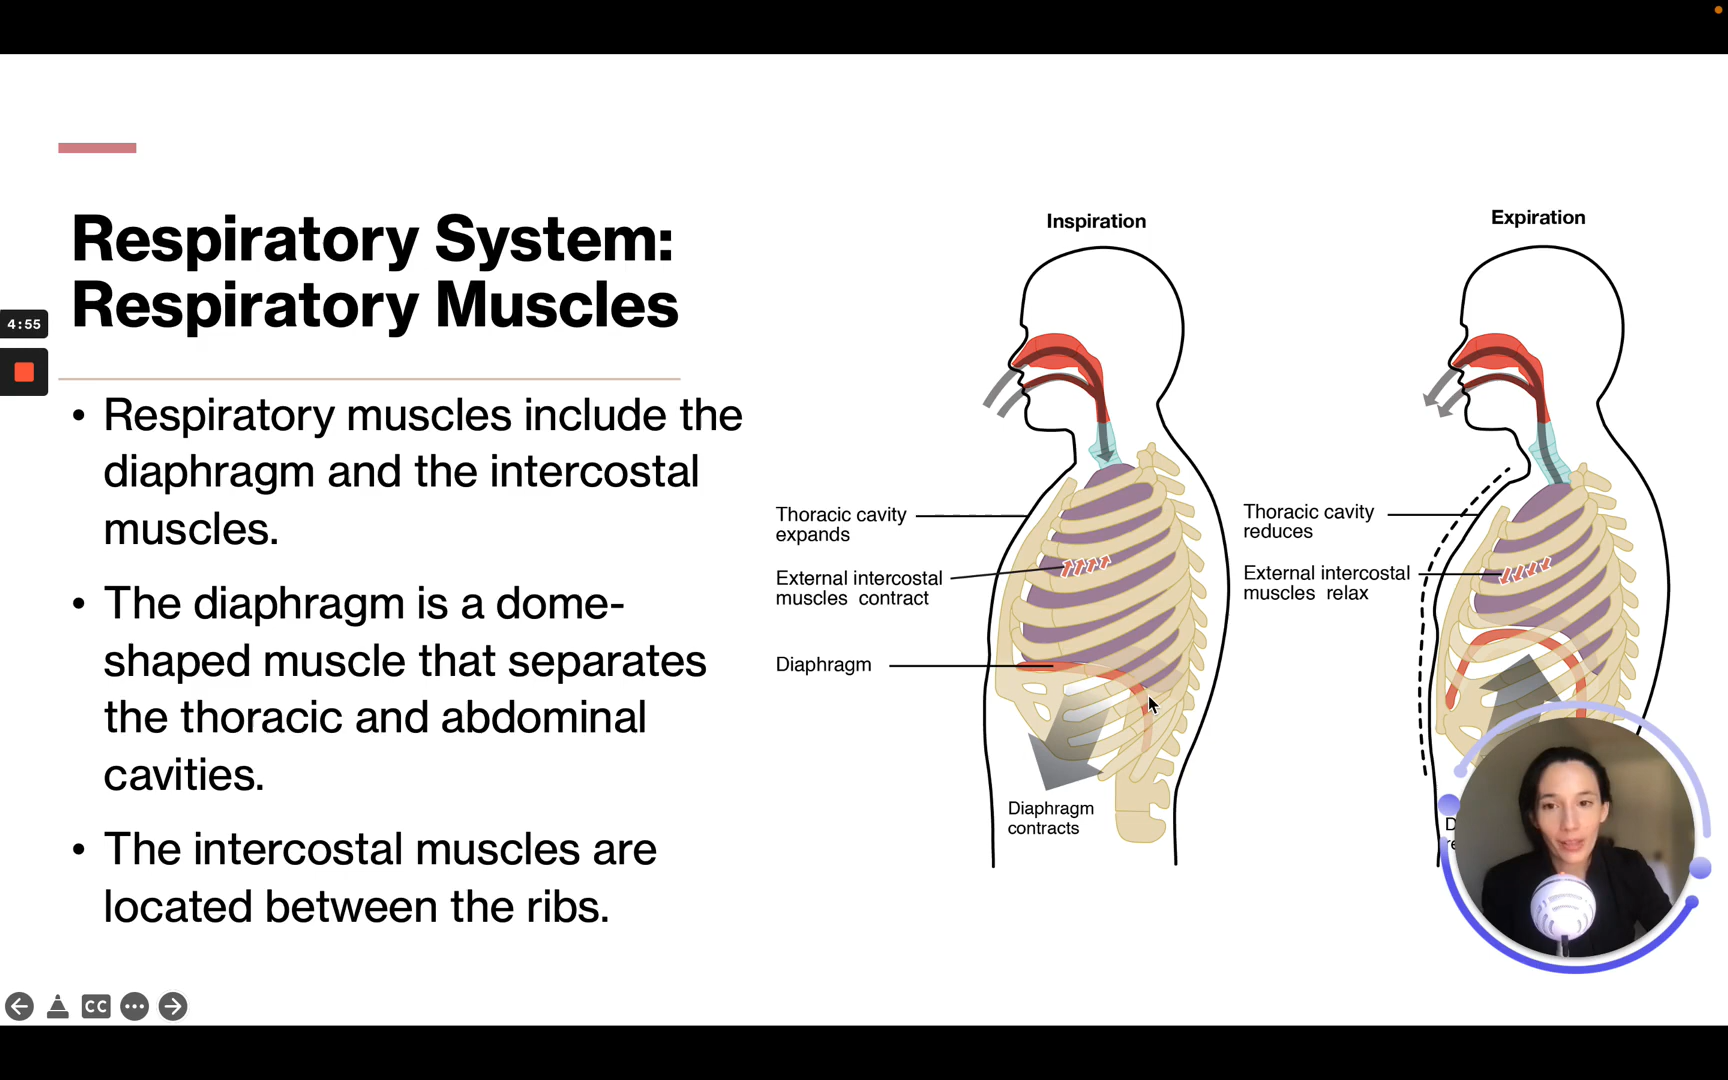 Respiratory System:
Respiratory Muscles
4:55
• Respiratory muscles include the
diaphragm and the intercostal
muscles.
• The diaphragm is a dome-
shaped muscle that separates
the thoracic and abdominal
cavities.
• The intercostal muscles are
located between the ribs.
Inspiration
Thoracic cavity
expands
External intercostal
muscles contract
Diaphragm
Diaphragm
contracts
Expiration
Thoracic cavity
reduces
External intercostal
muscles relax
CC